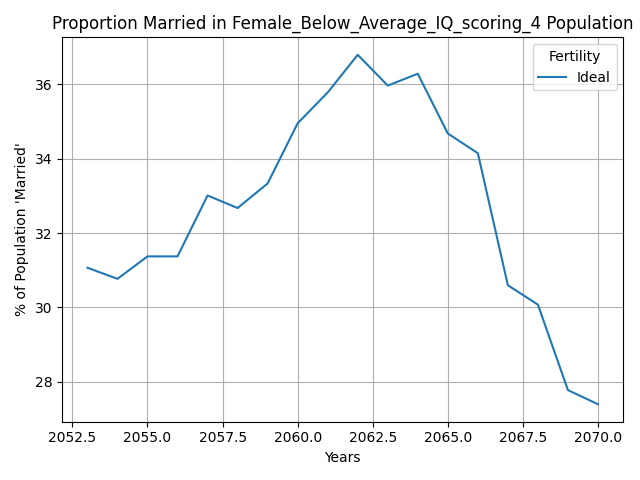 Proportion Married in Female_Below_Average_IQ_scoring_4 Population
Fertility
Ideal
% of Population 'Married'
36
34
32
30
28
2052.5 2055.0 2057.5 2060.0 2062.5 2065.0 2067.5 2070.0
Years